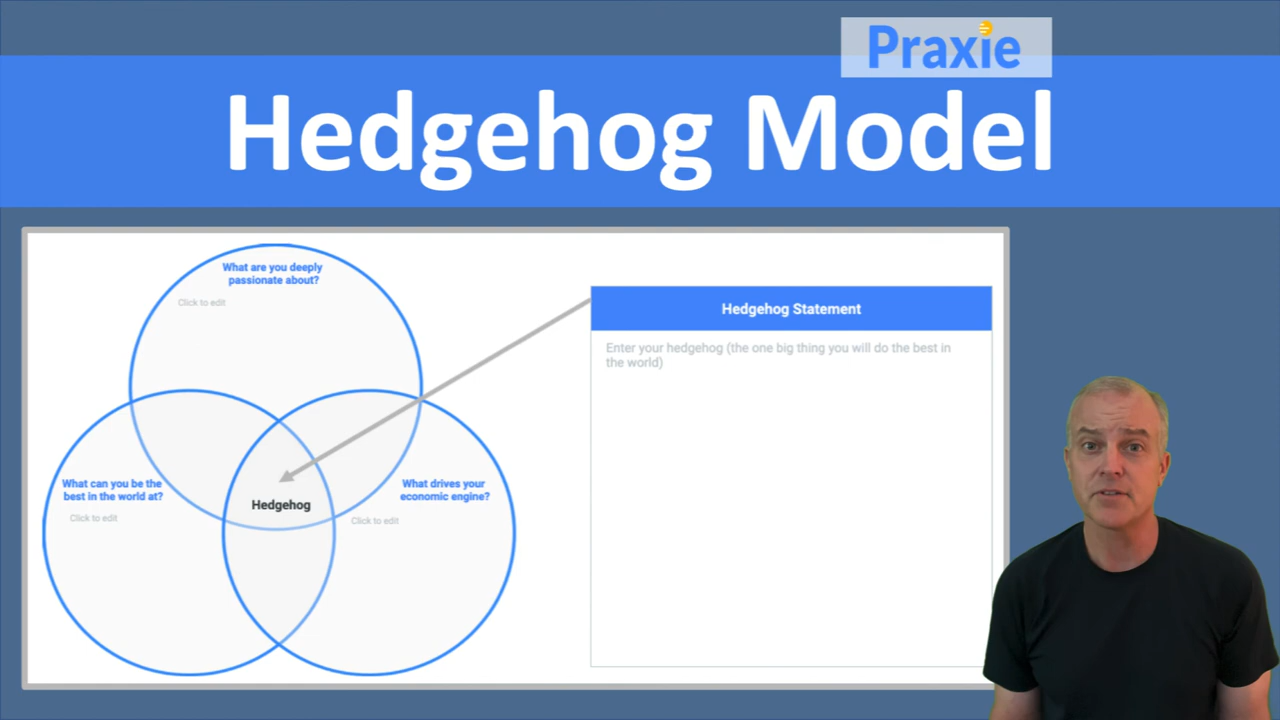 Praxie
Hedgehog Model
What are you deeply
passionate about?
Click to edit
What can you be the
best in the world at?
Click to edit
Hedgehog
What drives your
economic engine?
Click to edit
Hedgehog Statement
Enter your hedgehog (the one big thing you will do the best in
the world)